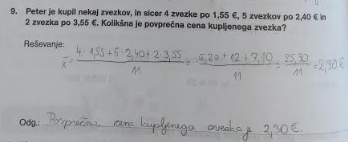 9. Peter je kupil nekaj zvezkov, in sicer 4 zvezke po 1,55 €, 5 zvezkov po 2,40 € in
2 zvezka po 3,55 €. Kolikšna je povprečna cena kupljenega zvezka?
Reševanje:
x̄ = (4 · 1,55 + 5 · 2,40 + 2 · 3,55) / 11 = (6,20 + 12 + 7,10) / 11 = 25,30 / 11 = 2,30 €
Odg.: Povprečna cena kupljenega zvezka je 2,30 €.